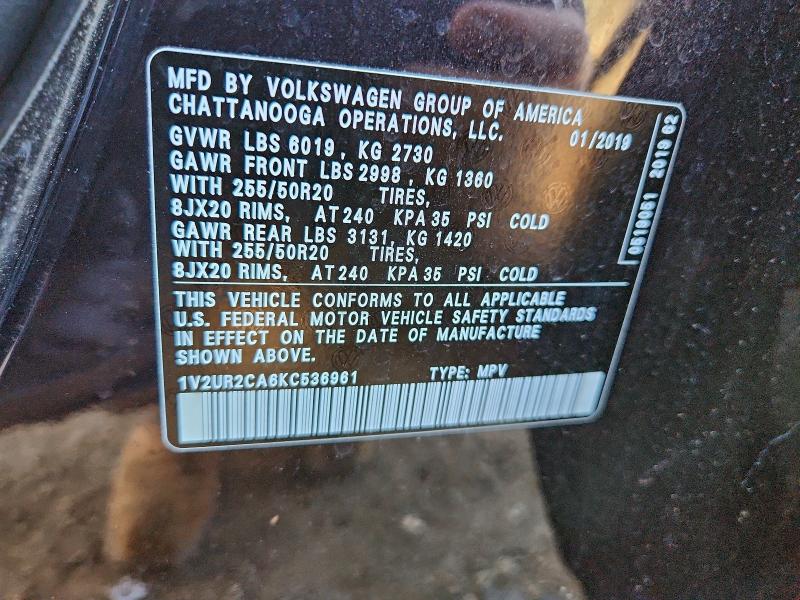 MFD BY VOLKSWAGEN GROUP OF AMERICA
CHATTANOOGA OPERATIONS, LLC. 01/2019
GVWR LBS 6019, KG 2730
GAWR FRONT LBS 2998, KG 1360
WITH 255/50R20 TIRES,
8JX20 RIMS, AT 240 KPA 35 PSI COLD
GAWR REAR LBS 3131, KG 1420
WITH 255/50R20 TIRES,
8JX20 RIMS, AT 240 KPA 35 PSI COLD
THIS VEHICLE CONFORMS TO ALL APPLICABLE
U.S. FEDERAL MOTOR VEHICLE SAFETY STANDARDS
IN EFFECT ON THE DATE OF MANUFACTURE
SHOWN ABOVE.
1V2UR2CA6KC536961 TYPE: MPV
2019 02